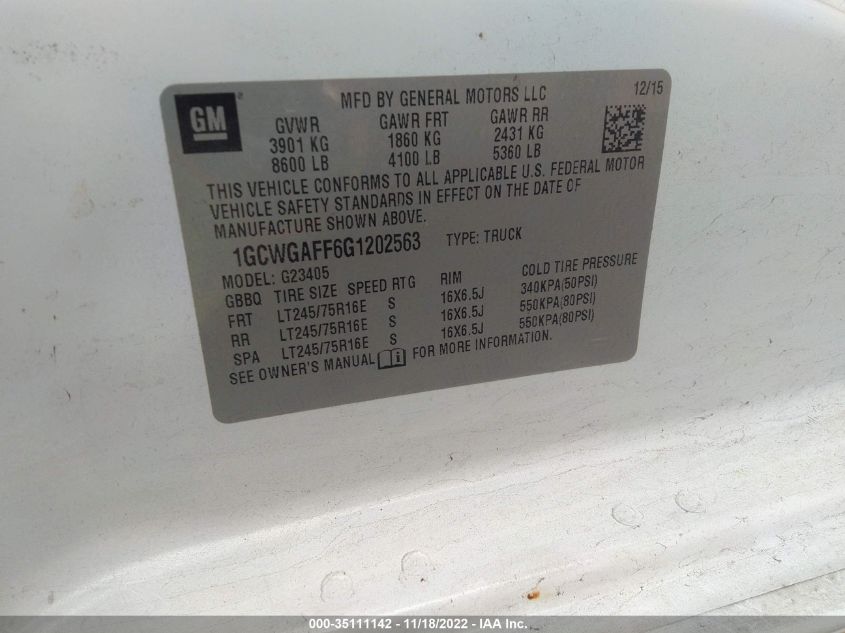 GM
MFD BY GENERAL MOTORS LLC 12/15
GVWR GAWR FRT GAWR RR
3901 KG 1860 KG 2431 KG
8600 LB 4100 LB 5360 LB
THIS VEHICLE CONFORMS TO ALL APPLICABLE U.S. FEDERAL MOTOR
VEHICLE SAFETY STANDARDS IN EFFECT ON THE DATE OF
MANUFACTURE SHOWN ABOVE.
1GCWGAFF6G1202563 TYPE: TRUCK
MODEL: G23405
GBBQ TIRE SIZE SPEED RTG RIM COLD TIRE PRESSURE
FRT LT245/75R16E S 16X6.5J 340KPA(50PSI)
RR LT245/75R16E S 16X6.5J 550KPA(80PSI)
SPA LT245/75R16E S 16X6.5J 550KPA(80PSI)
SEE OWNER'S MANUAL FOR MORE INFORMATION.
000-35111142 - 11/18/2022 - IAA Inc.